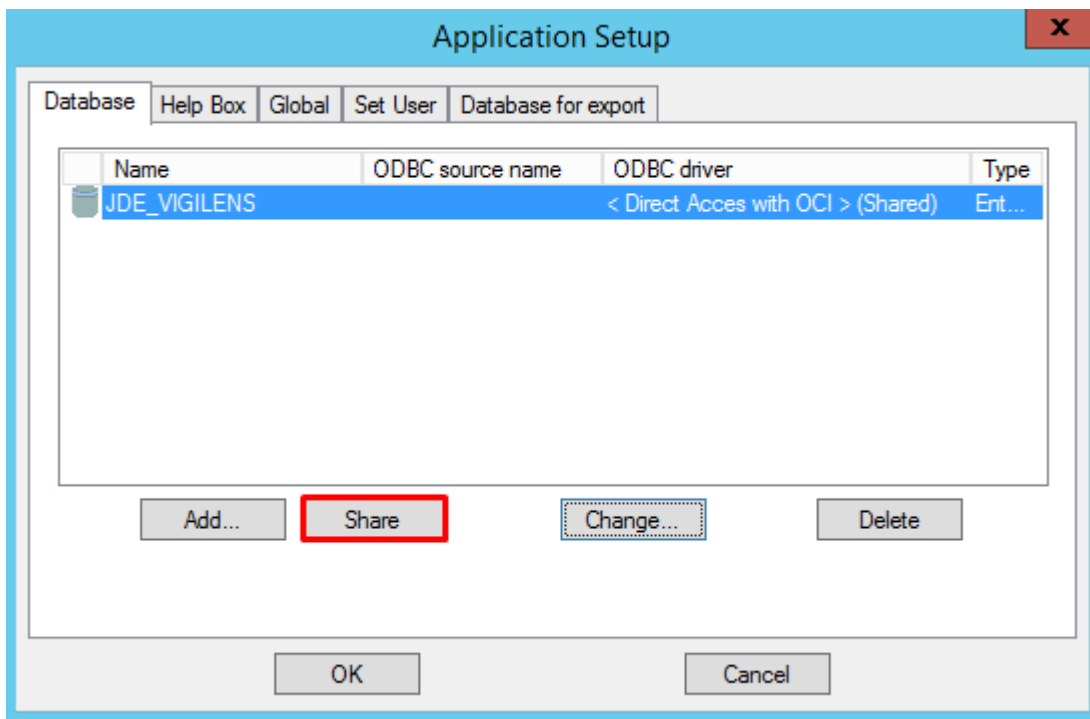 Application Setup
x
Database Help Box Global Set User Database for export
Name ODBC source name ODBC driver Type
JDE_VIGILENS < Direct Acces with OCI > (Shared) Ent...
Add... Share Change... Delete
OK Cancel